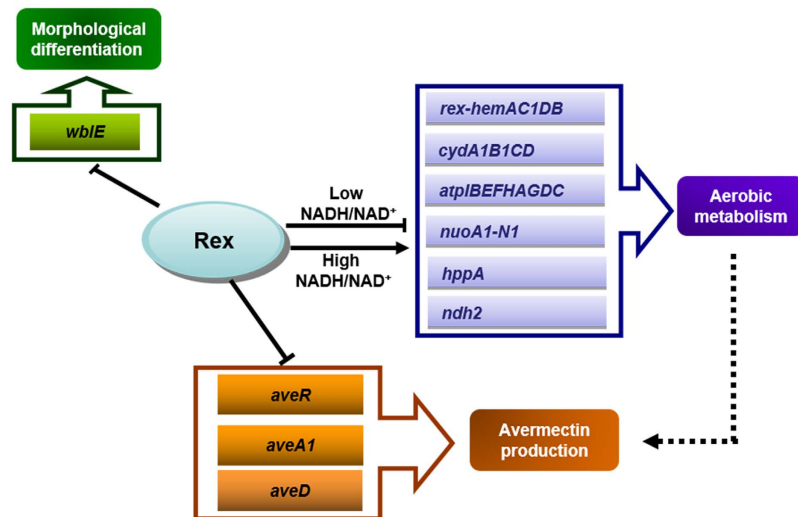 Morphological
differentiation
wblE
Rex
Low
NADH/NAD⁺
High
NADH/NAD⁺
rex-hemAC1DB
cydA1B1CD
atpIBEFHAGDC
nuoA1-N1
hppA
ndh2
Aerobic
metabolism
aveR
aveA1
aveD
Avermectin
production